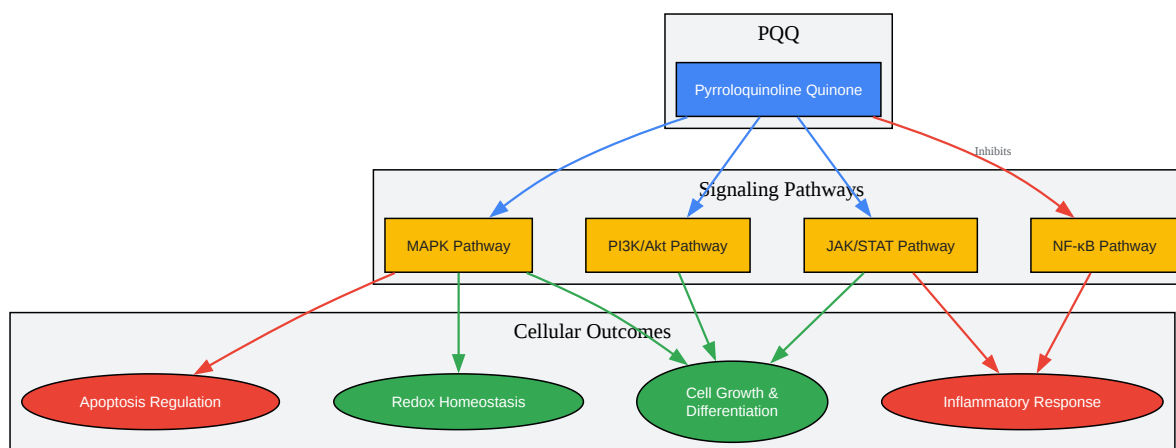 PQQ
Pyrroloquinoline Quinone
Inhibits
Signaling Pathways
MAPK Pathway
PI3K/Akt Pathway
JAK/STAT Pathway
NF-κB Pathway
Cellular Outcomes
Apoptosis Regulation
Redox Homeostasis
Cell Growth &
Differentiation
Inflammatory Response